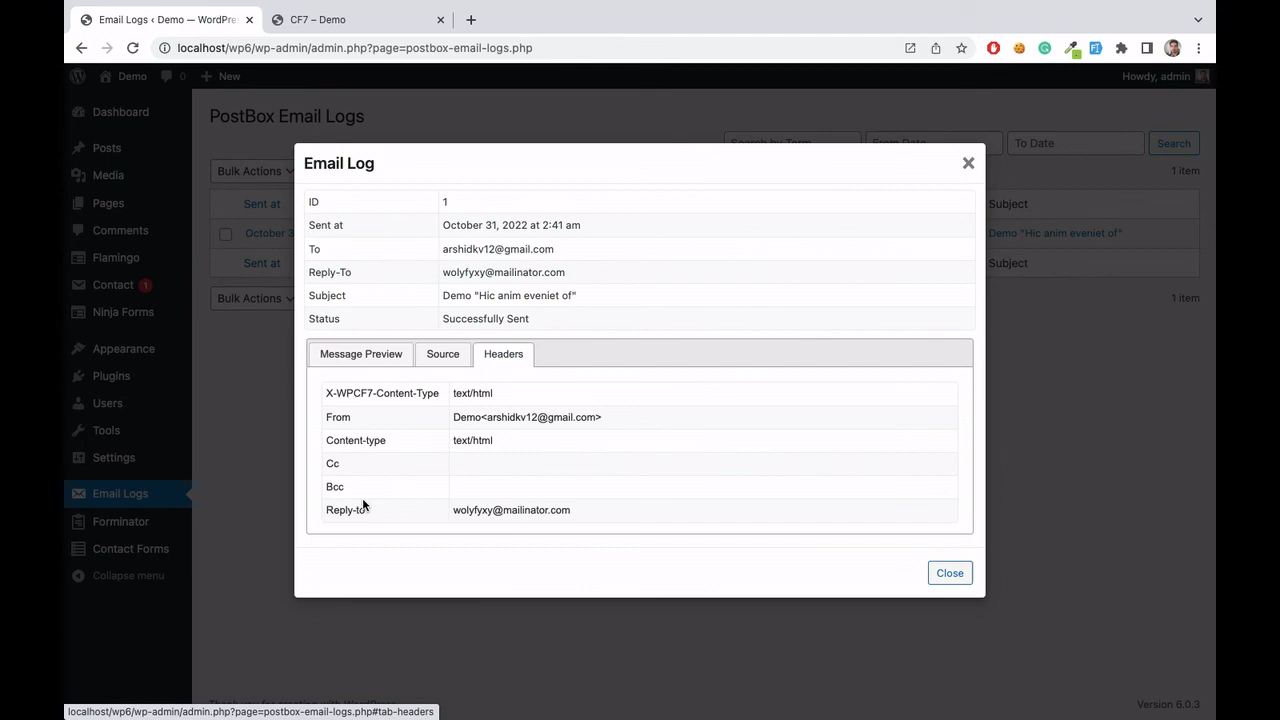 Email Logs ‹ Demo — WordPre
CF7 – Demo
localhost/wp6/wp-admin/admin.php?page=postbox-email-logs.php
Demo 0 New Howdy, admin
Dashboard
Posts
Media
Pages
Comments
Flamingo
Contact 1
Ninja Forms
Appearance
Plugins
Users
Tools
Settings
Email Logs
Forminator
Contact Forms
Collapse menu
PostBox Email Logs
Search by Term From Date To Date Search
Bulk Actions 1 item
Sent at Subject
October 3 Demo "Hic anim eveniet of"
Sent at Subject
Bulk Actions 1 item
Email Log
ID 1
Sent at October 31, 2022 at 2:41 am
To arshidkv12@gmail.com
Reply-To wolyfyxy@mailinator.com
Subject Demo "Hic anim eveniet of"
Status Successfully Sent
Message Preview Source Headers
X-WPCF7-Content-Type text/html
From Demo<arshidkv12@gmail.com>
Content-type text/html
Cc
Bcc
Reply-to wolyfyxy@mailinator.com
Close
Version 6.0.3
localhost/wp6/wp-admin/admin.php?page=postbox-email-logs.php#tab-headers